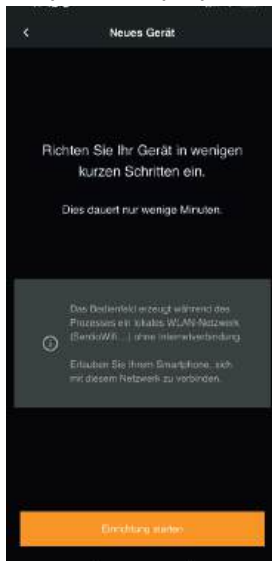 Neues Gerät
Richten Sie Ihr Gerät in wenigen
kurzen Schritten ein.
Dies dauert nur wenige Minuten.
Das Bedienfeld erzeugt während des
Prozesses ein lokales WLAN-Netzwerk
(SentioWifi...) ohne Internetverbindung.
Erlauben Sie Ihrem Smartphone, sich
mit diesem Netzwerk zu verbinden.
Einrichtung starten